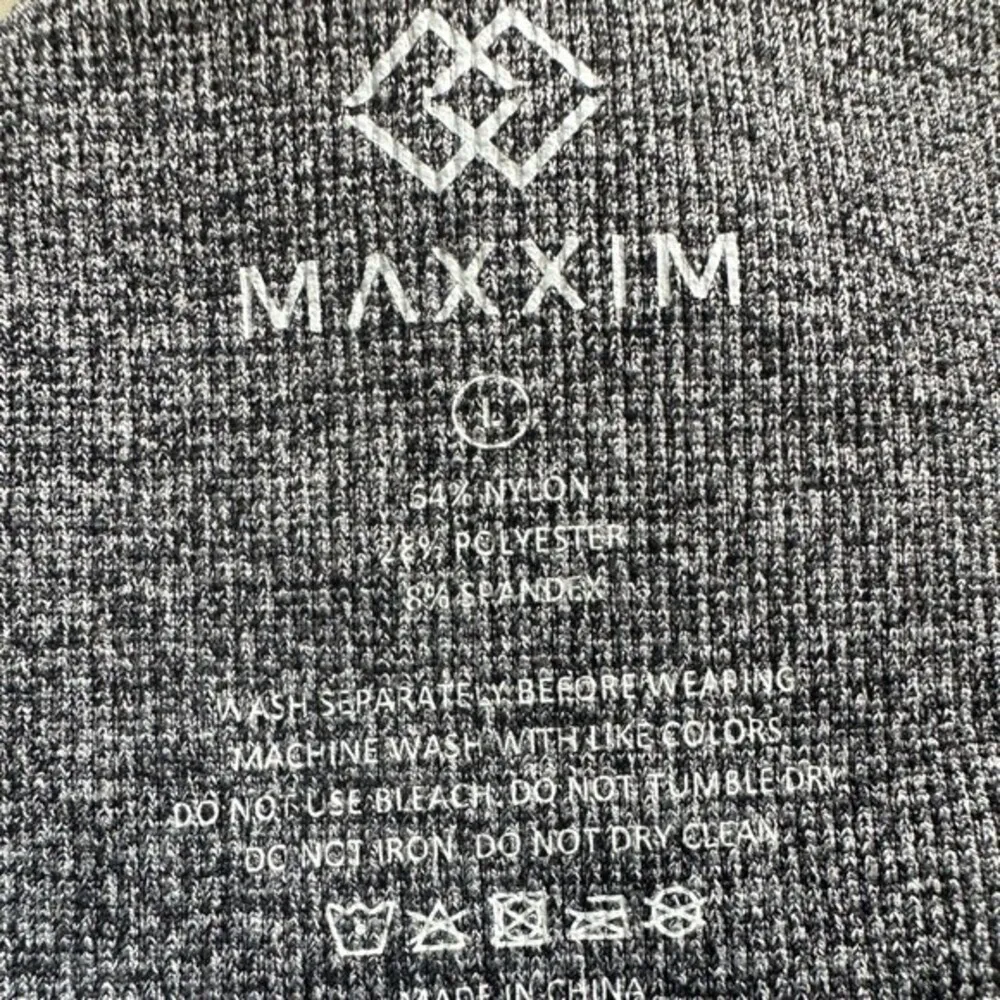 MAXXIM
L
64% NYLON
28% POLYESTER
8% SPANDEX
WASH SEPARATELY BEFORE WEARING
MACHINE WASH WITH LIKE COLORS
DO NOT USE BLEACH. DO NOT TUMBLE DRY
DO NOT IRON. DO NOT DRY CLEAN
MADE IN CHINA